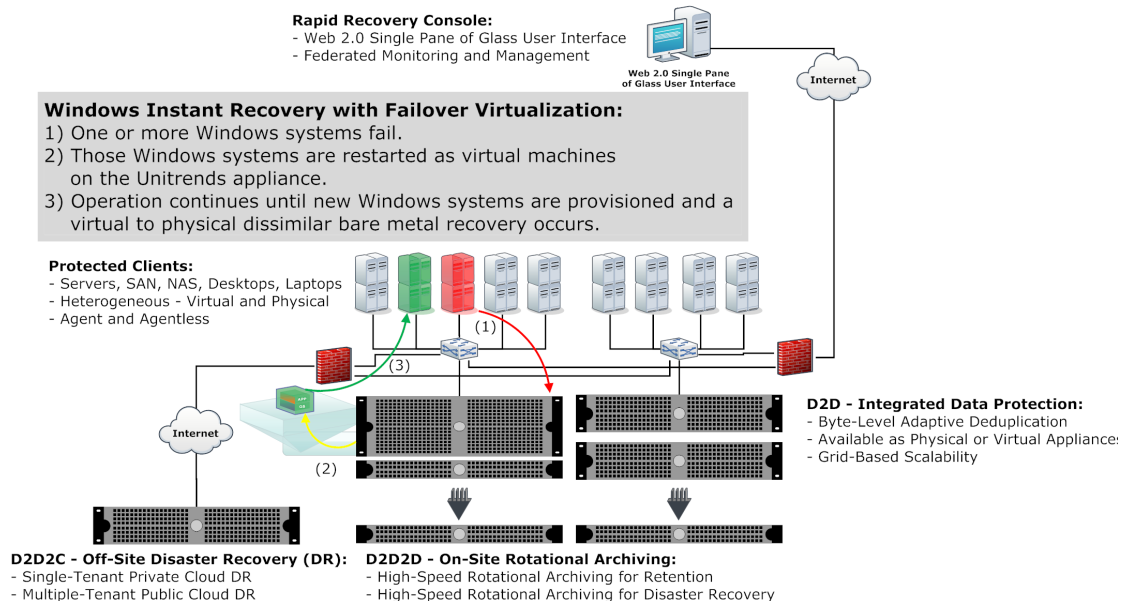 Rapid Recovery Console:
- Web 2.0 Single Pane of Glass User Interface
- Federated Monitoring and Management
Web 2.0 Single Pane
of Glass User Interface
Internet
Windows Instant Recovery with Failover Virtualization:
1) One or more Windows systems fail.
2) Those Windows systems are restarted as virtual machines
on the Unitrends appliance.
3) Operation continues until new Windows systems are provisioned and a
virtual to physical dissimilar bare metal recovery occurs.
Protected Clients:
- Servers, SAN, NAS, Desktops, Laptops
- Heterogeneous - Virtual and Physical
- Agent and Agentless
(1)
(3)
APP
OS
Internet
(2)
D2D - Integrated Data Protection:
- Byte-Level Adaptive Deduplication
- Available as Physical or Virtual Appliances
- Grid-Based Scalability
D2D2C - Off-Site Disaster Recovery (DR):
- Single-Tenant Private Cloud DR
- Multiple-Tenant Public Cloud DR
D2D2D - On-Site Rotational Archiving:
- High-Speed Rotational Archiving for Retention
- High-Speed Rotational Archiving for Disaster Recovery